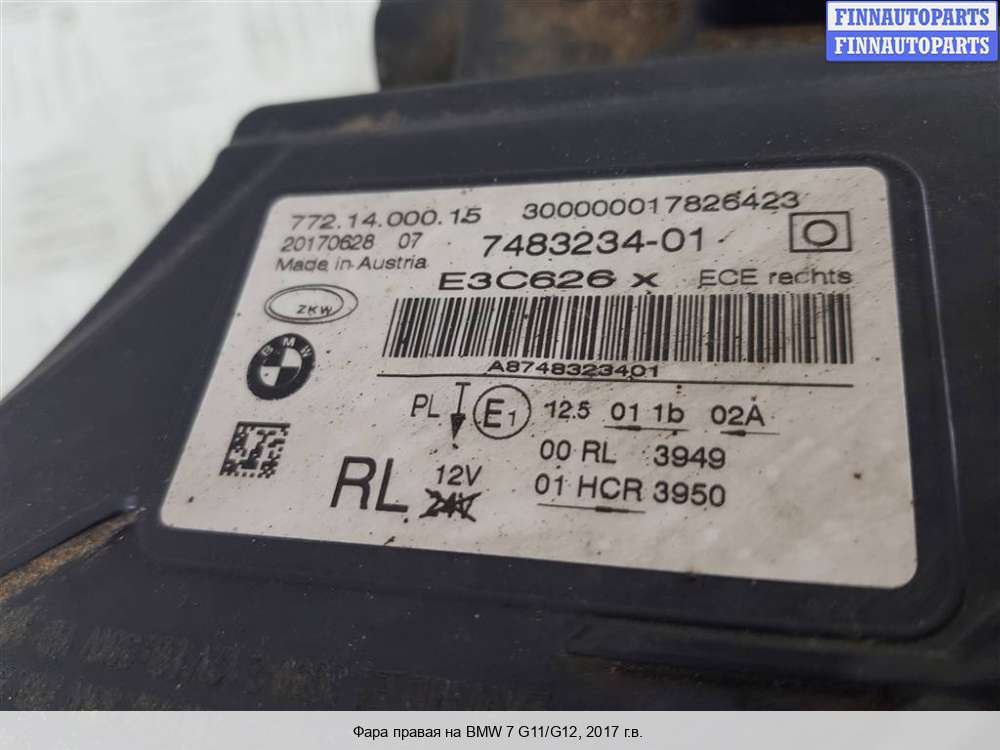 FINNAUTOPARTS
FINNAUTOPARTS
772.14.000.15 300000017826423
20170628 07 7483234-01
Made in Austria
E3C626 x ECE rechts
ZKW
BMW
A8748323401
PL E1 12.5 01 1b 02A
00 RL 3949
RL 12V 01 HCR 3950
24V
Фара правая на BMW 7 G11/G12, 2017 г.в.